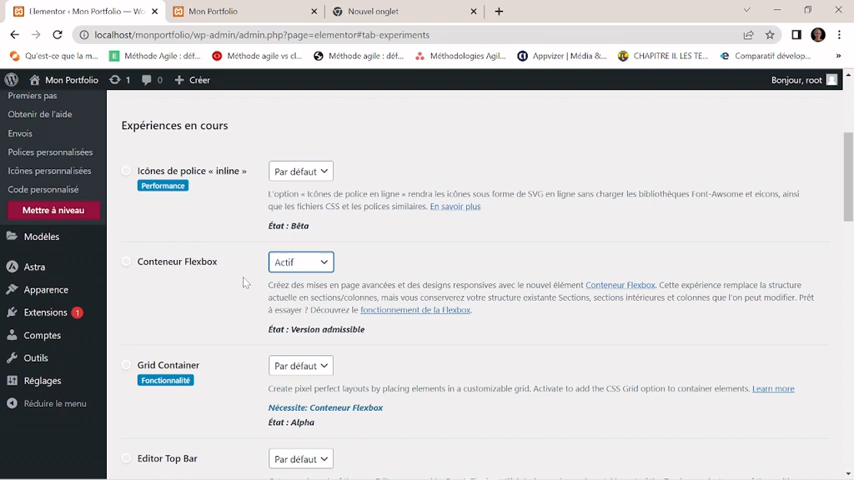 Elementor ‹ Mon Portfolio — Wo
Mon Portfolio
Nouvel onglet
localhost/monportfolio/wp-admin/admin.php?page=elementor#tab-experiments
Qu'est-ce que la m...
Méthode Agile : déf...
Méthode agile vs cl...
Méthode Agile : déf...
Méthodologies Agil...
Appvizer | Média &...
CHAPITRE II. LES TE...
Comparatif dévelop...
Mon Portfolio
1
0
Créer
Bonjour, root
Premiers pas
Obtenir de l'aide
Envois
Polices personnalisées
Icônes personnalisées
Code personnalisé
Mettre à niveau
Modèles
Astra
Apparence
Extensions 1
Comptes
Outils
Réglages
Réduire le menu
Expériences en cours
Icônes de police « inline »
Performance
Par défaut
L'option « Icônes de police en ligne » rendra les icônes sous forme de SVG en ligne sans charger les bibliothèques Font-Awsome et eicons, ainsi
que les fichiers CSS et les polices similaires. En savoir plus
État : Bêta
Conteneur Flexbox
Actif
Créez des mises en page avancées et des designs responsives avec le nouvel élément Conteneur Flexbox. Cette expérience remplace la structure
actuelle en sections/colonnes, mais vous conserverez votre structure existante Sections, sections intérieures et colonnes que l'on peut modifier. Prêt
à essayer ? Découvrez le fonctionnement de la Flexbox.
État : Version admissible
Grid Container
Fonctionnalité
Par défaut
Create pixel perfect layouts by placing elements in a customizable grid. Activate to add the CSS Grid option to container elements. Learn more
Nécessite: Conteneur Flexbox
État : Alpha
Editor Top Bar
Par défaut